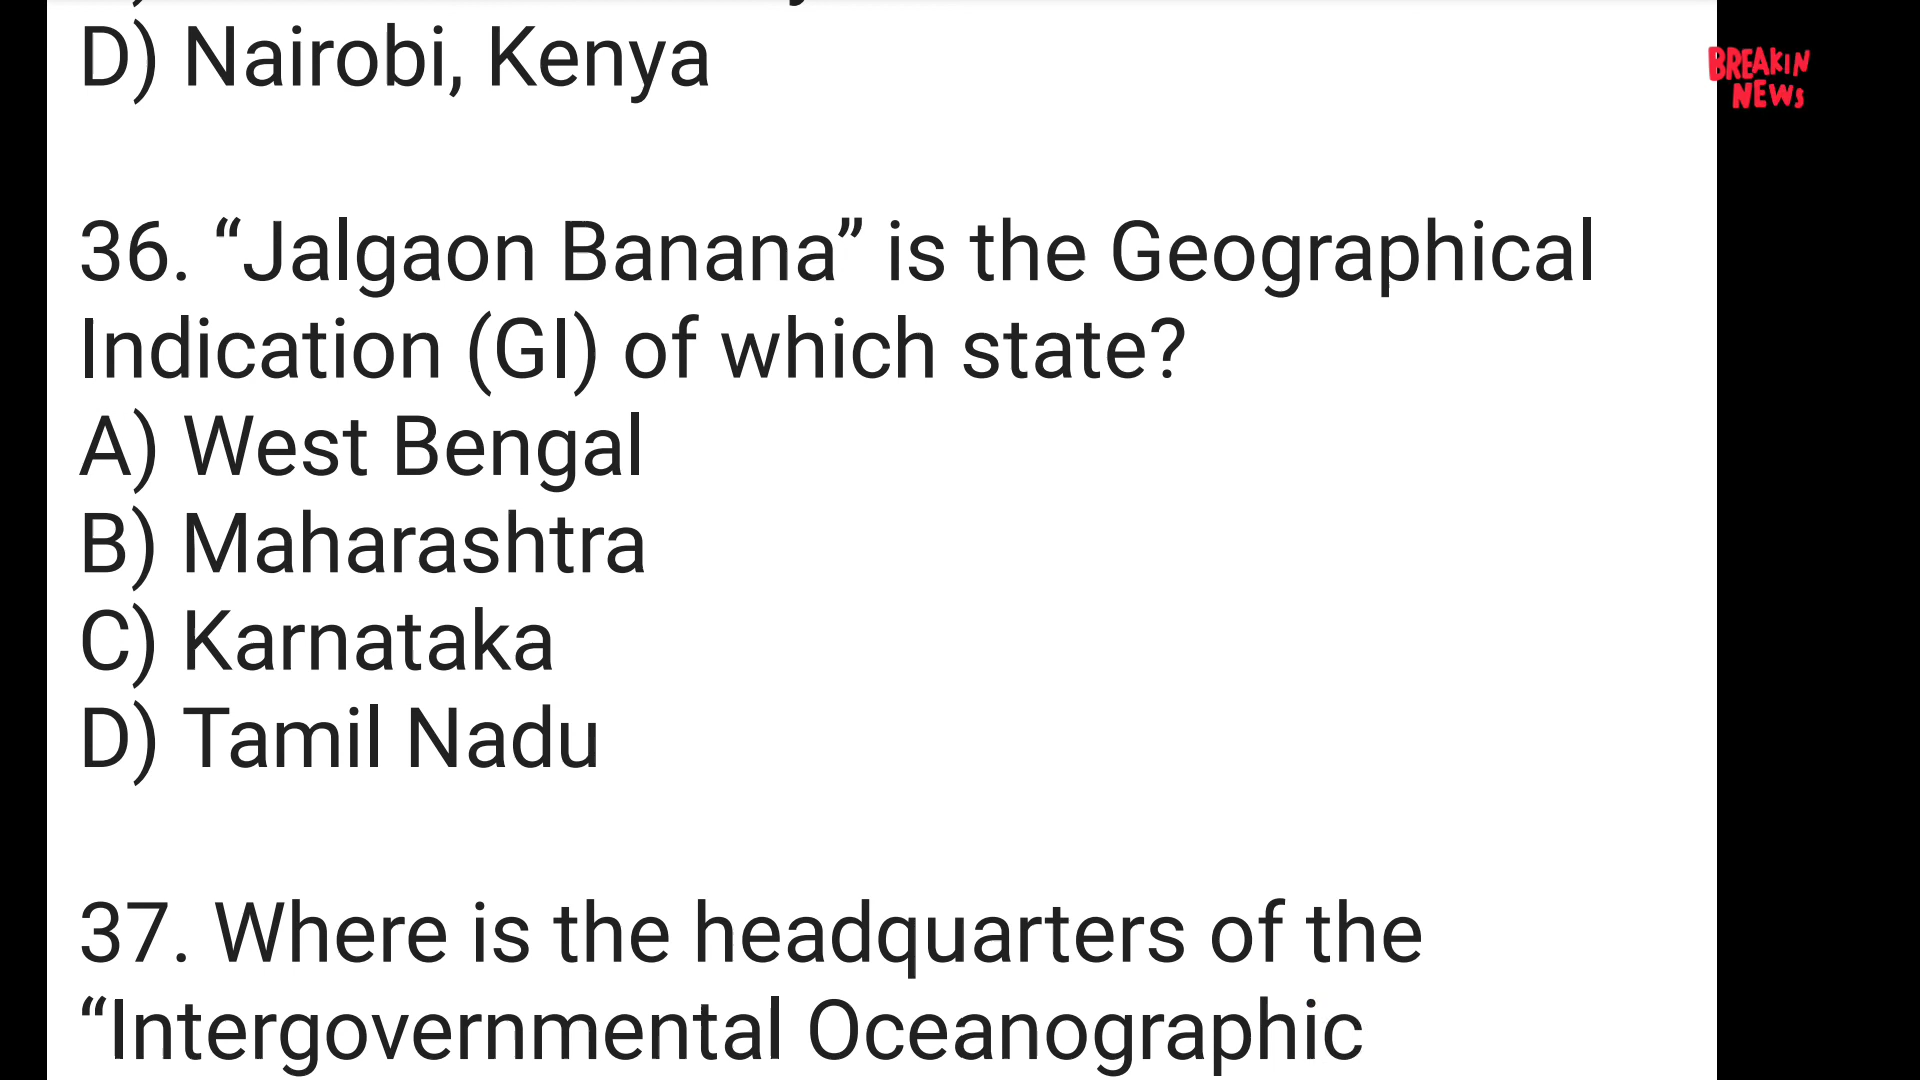 D) Nairobi, Kenya
BREAKIN
NEWS
36. “Jalgaon Banana” is the Geographical
Indication (GI) of which state?
A) West Bengal
B) Maharashtra
C) Karnataka
D) Tamil Nadu
37. Where is the headquarters of the
“Intergovernmental Oceanographic